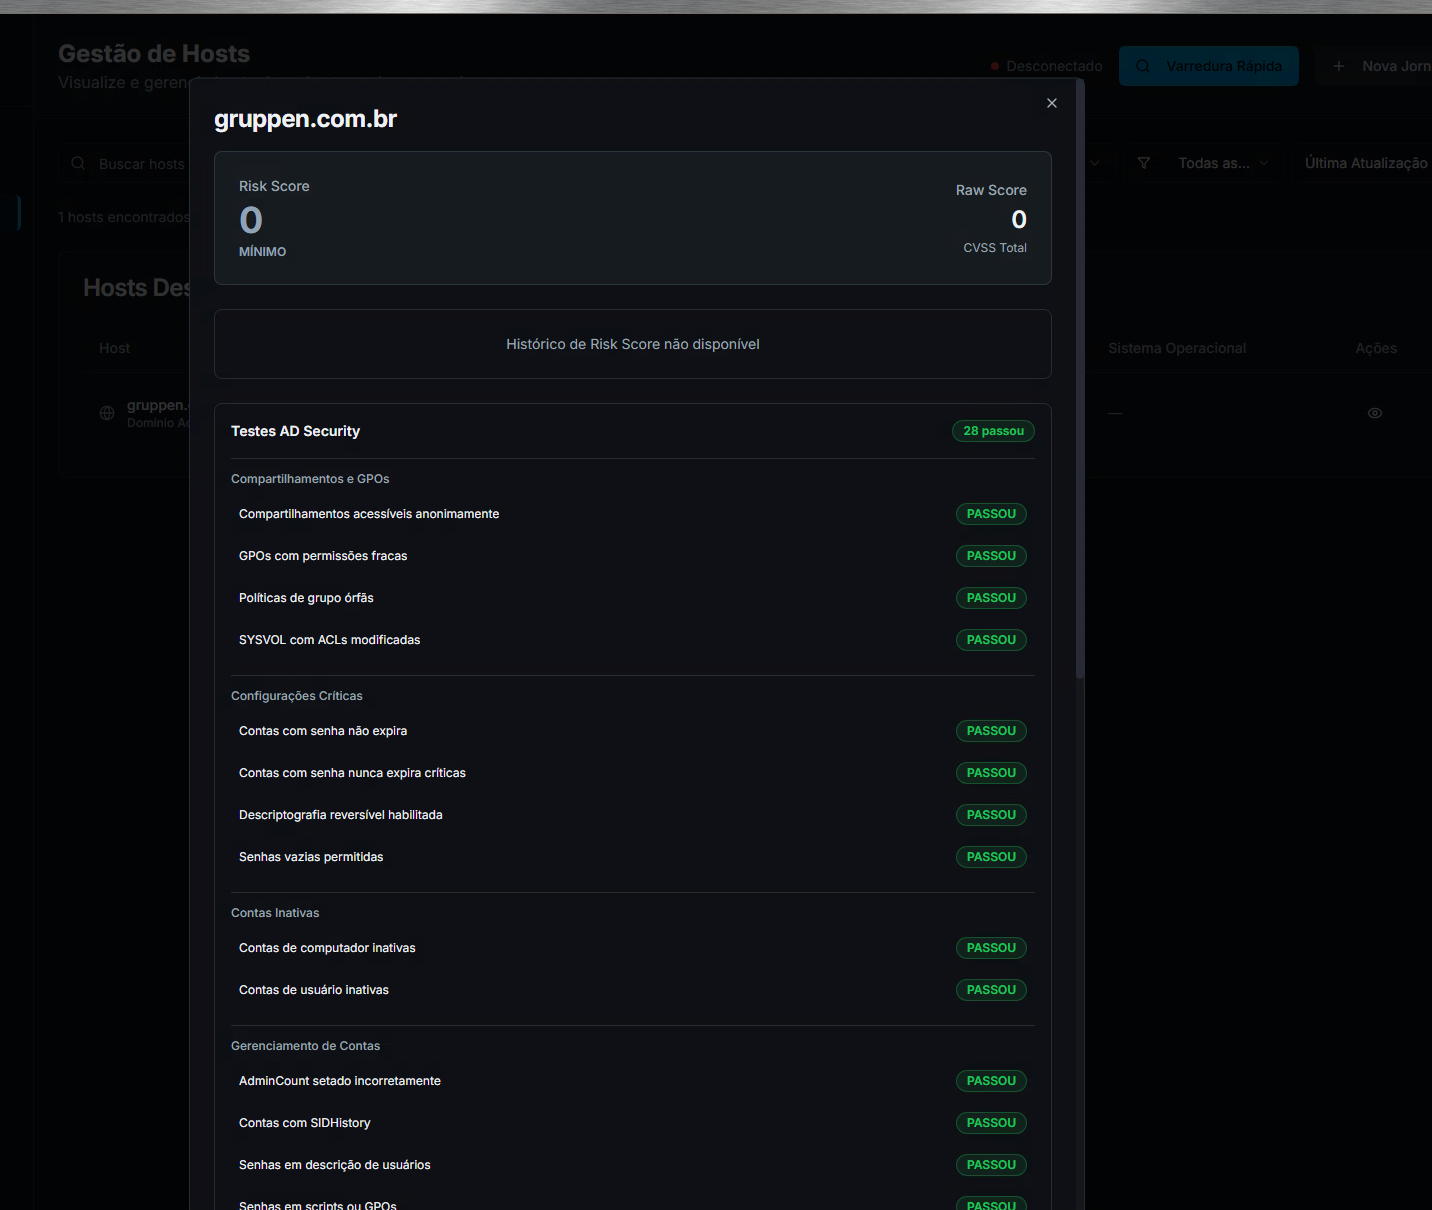 Gestão de Hosts
Visualize e geren
Desconectado
Varredura Rápida
Nova Jorn
gruppen.com.br
Buscar hosts
Todas as...
Última Atualização
Risk Score
0
MÍNIMO
Raw Score
0
CVSS Total
1 hosts encontrados
Hosts Des
Histórico de Risk Score não disponível
Host
Sistema Operacional
Ações
gruppen.
Domínio Ac
—
Testes AD Security
28 passou
Compartilhamentos e GPOs
Compartilhamentos acessíveis anonimamente
PASSOU
GPOs com permissões fracas
PASSOU
Políticas de grupo órfãs
PASSOU
SYSVOL com ACLs modificadas
PASSOU
Configurações Críticas
Contas com senha não expira
PASSOU
Contas com senha nunca expira críticas
PASSOU
Descriptografia reversível habilitada
PASSOU
Senhas vazias permitidas
PASSOU
Contas Inativas
Contas de computador inativas
PASSOU
Contas de usuário inativas
PASSOU
Gerenciamento de Contas
AdminCount setado incorretamente
PASSOU
Contas com SIDHistory
PASSOU
Senhas em descrição de usuários
PASSOU
Senhas em scripts ou GPOs
PASSOU